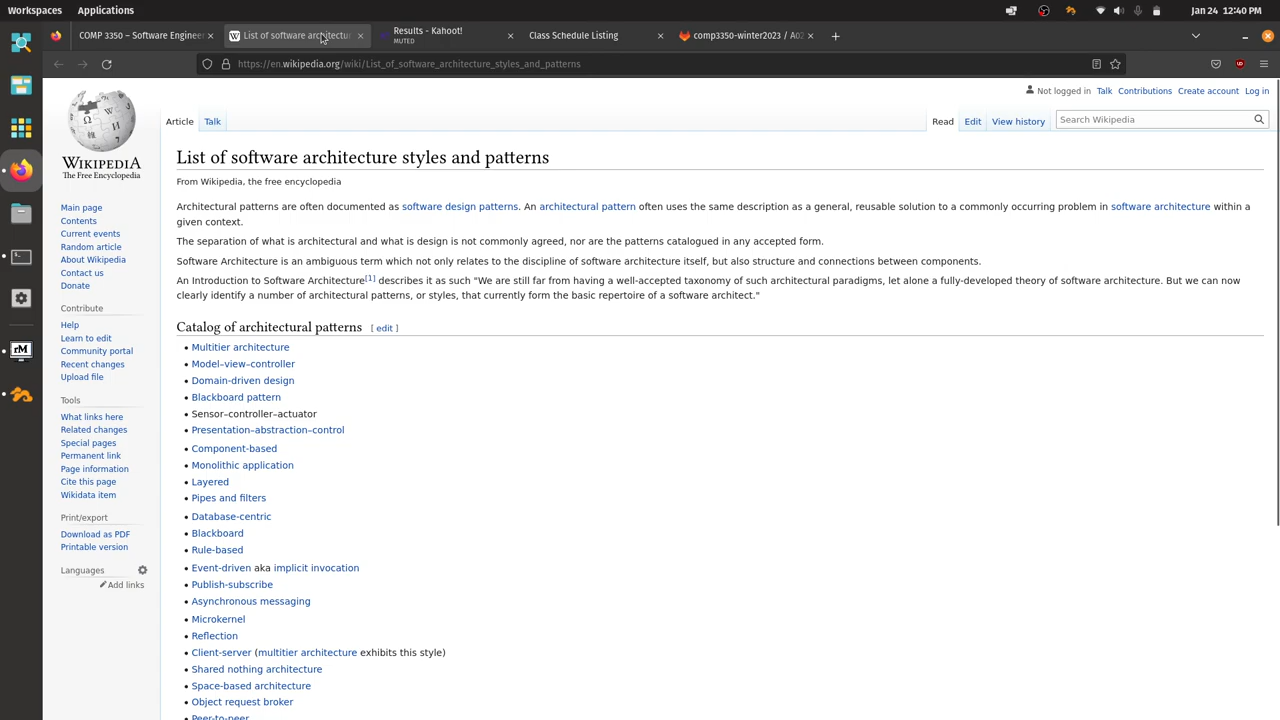 Workspaces Applications Jan 24 12:40 PM
COMP 3350 – Software Engineer List of software architectur Results - Kahoot! Class Schedule Listing comp3350-winter2023 / A02
MUTED
https://en.wikipedia.org/wiki/List_of_software_architecture_styles_and_patterns
Not logged in Talk Contributions Create account Log in
Article Talk Read Edit View history Search Wikipedia
WIKIPEDIA
The Free Encyclopedia
Main page
Contents
Current events
Random article
About Wikipedia
Contact us
Donate
Contribute
Help
Learn to edit
Community portal
Recent changes
Upload file
Tools
What links here
Related changes
Special pages
Permanent link
Page information
Cite this page
Wikidata item
Print/export
Download as PDF
Printable version
Languages
Add links
List of software architecture styles and patterns
From Wikipedia, the free encyclopedia
Architectural patterns are often documented as software design patterns. An architectural pattern often uses the same description as a general, reusable solution to a commonly occurring problem in software architecture within a
given context.
The separation of what is architectural and what is design is not commonly agreed, nor are the patterns catalogued in any accepted form.
Software Architecture is an ambiguous term which not only relates to the discipline of software architecture itself, but also structure and connections between components.
An Introduction to Software Architecture[1] describes it as such "We are still far from having a well-accepted taxonomy of such architectural paradigms, let alone a fully-developed theory of software architecture. But we can now
clearly identify a number of architectural patterns, or styles, that currently form the basic repertoire of a software architect."
Catalog of architectural patterns [ edit ]
• Multitier architecture
• Model–view–controller
• Domain-driven design
• Blackboard pattern
• Sensor–controller–actuator
• Presentation–abstraction–control
• Component-based
• Monolithic application
• Layered
• Pipes and filters
• Database-centric
• Blackboard
• Rule-based
• Event-driven aka implicit invocation
• Publish-subscribe
• Asynchronous messaging
• Microkernel
• Reflection
• Client-server (multitier architecture exhibits this style)
• Shared nothing architecture
• Space-based architecture
• Object request broker
• Peer-to-peer
rM